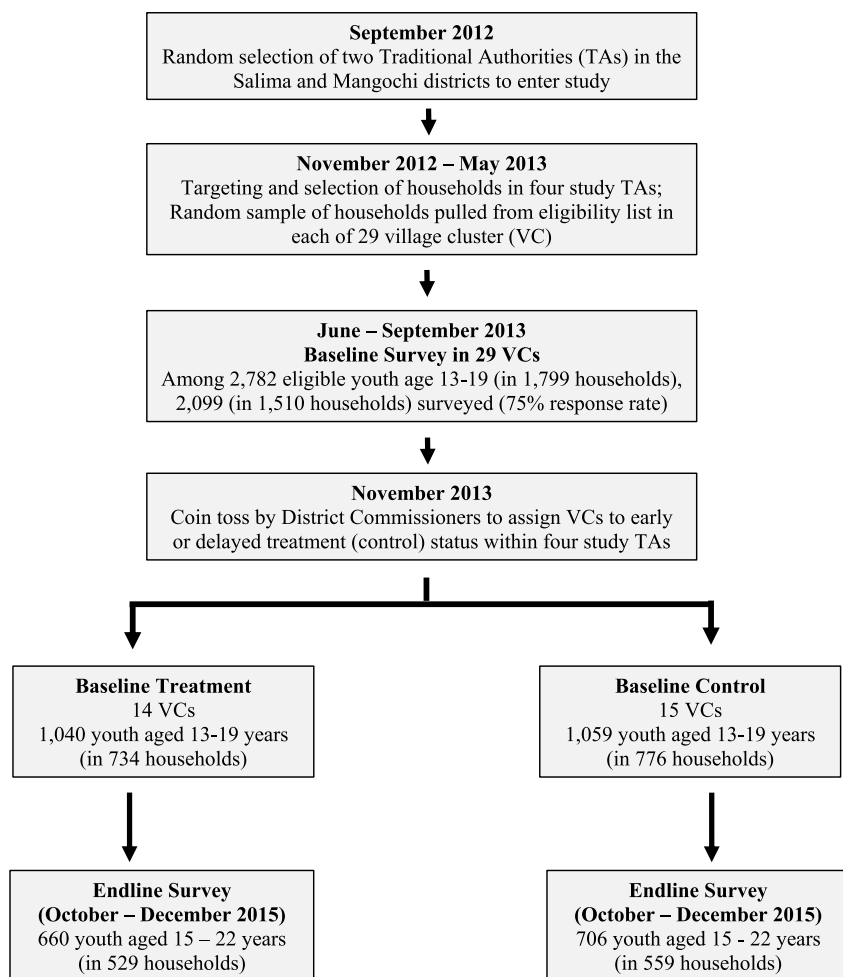 September 2012
Random selection of two Traditional Authorities (TAs) in the
Salima and Mangochi districts to enter study
November 2012 – May 2013
Targeting and selection of households in four study TAs;
Random sample of households pulled from eligibility list in
each of 29 village cluster (VC)
June – September 2013
Baseline Survey in 29 VCs
Among 2,782 eligible youth age 13-19 (in 1,799 households),
2,099 (in 1,510 households) surveyed (75% response rate)
November 2013
Coin toss by District Commissioners to assign VCs to early
or delayed treatment (control) status within four study TAs
Baseline Treatment
14 VCs
1,040 youth aged 13-19 years
(in 734 households)
Baseline Control
15 VCs
1,059 youth aged 13-19 years
(in 776 households)
Endline Survey
(October – December 2015)
660 youth aged 15 – 22 years
(in 529 households)
Endline Survey
(October – December 2015)
706 youth aged 15 - 22 years
(in 559 households)